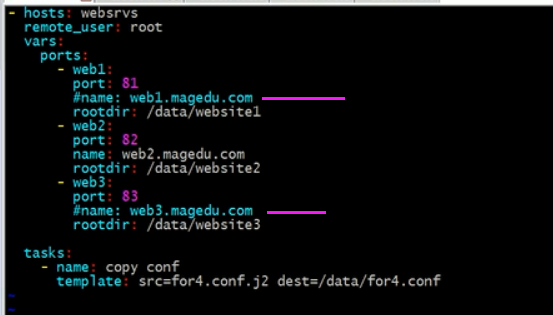 - hosts: websrvs
  remote_user: root
  vars:
    ports:
      - web1:
        port: 81
        #name: web1.magedu.com
        rootdir: /data/website1
      - web2:
        port: 82
        name: web2.magedu.com
        rootdir: /data/website2
      - web3:
        port: 83
        #name: web3.magedu.com
        rootdir: /data/website3

  tasks:
    - name: copy conf
      template: src=for4.conf.j2 dest=/data/for4.conf
~
~